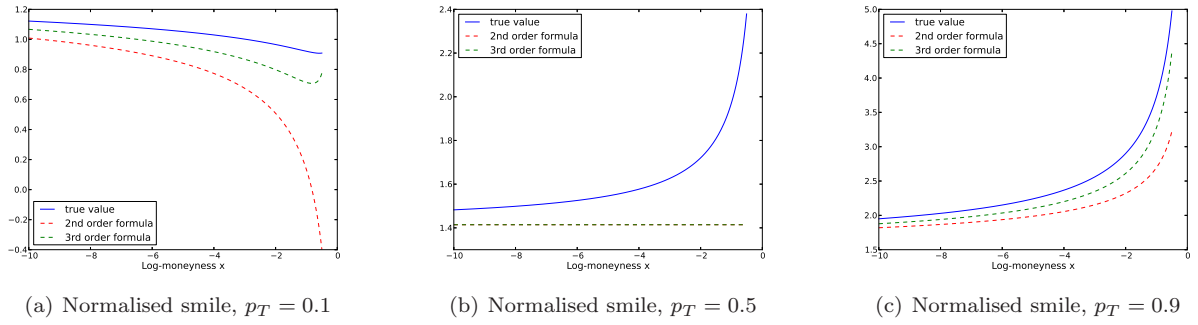 1.2
1.0
0.8
0.6
0.4
0.2
0.0
−0.2
−0.4
−10
−8
−6
−4
−2
0
Log-moneyness x
true value
2nd order formula
3rd order formula
(a) Normalised smile, p_T = 0.1
2.4
2.2
2.0
1.8
1.6
1.4
−10
−8
−6
−4
−2
0
Log-moneyness x
true value
2nd order formula
3rd order formula
(b) Normalised smile, p_T = 0.5
5.0
4.5
4.0
3.5
3.0
2.5
2.0
1.5
−10
−8
−6
−4
−2
0
Log-moneyness x
true value
2nd order formula
3rd order formula
(c) Normalised smile, p_T = 0.9